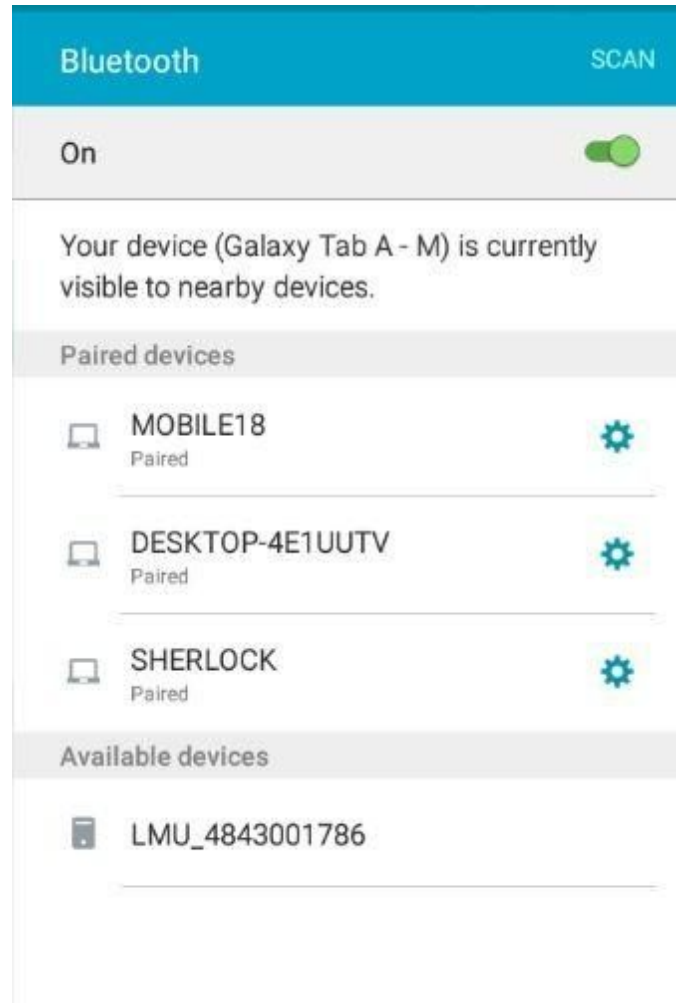 Bluetooth SCAN
On
Your device (Galaxy Tab A - M) is currently
visible to nearby devices.
Paired devices
MOBILE18
Paired
DESKTOP-4E1UUTV
Paired
SHERLOCK
Paired
Available devices
LMU_4843001786